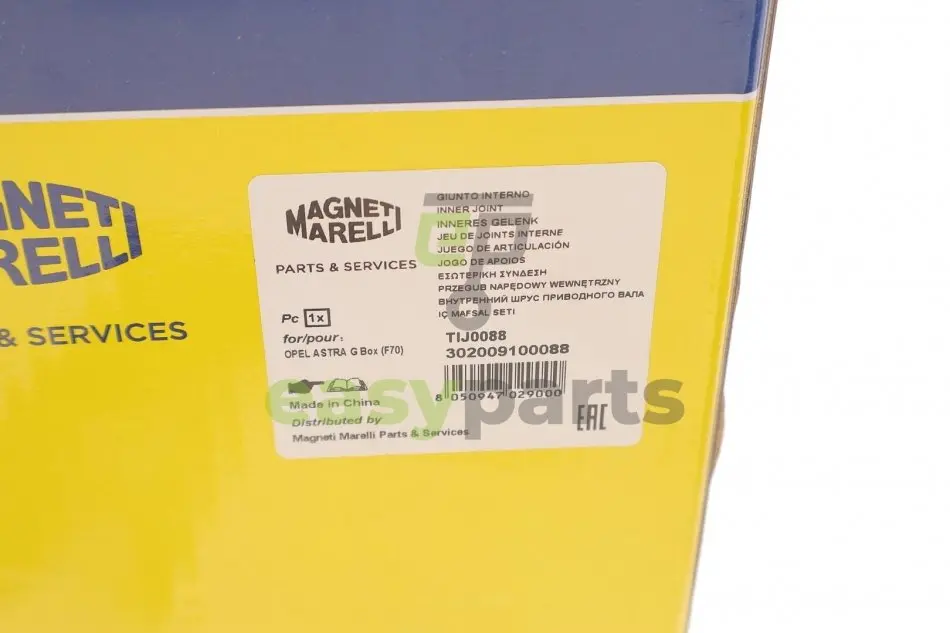 GNETI
RELLI
& SERVICES
MAGNETI
MARELLI
PARTS & SERVICES
Pc 1x
for/pour:
OPEL ASTRA G Box (F70)
Made in China
Distributed by
Magneti Marelli Parts & Services
GIUNTO INTERNO
INNER JOINT
INNERES GELENK
JEU DE JOINTS INTERNE
JUEGO DE ARTICULACIÓN
JOGO DE APOIOS
ΕΣΩΤΕΡΙΚΗ ΣΥΝΔΕΣΗ
PRZEGUB NAPĘDOWY WEWNĘTRZNY
ВНУТРЕННИЙ ШРУС ПРИВОДНОГО ВАЛА
IÇ MAFSAL SETI
TIJ0088
302009100088
8 050947 029000
EAC
easyparts